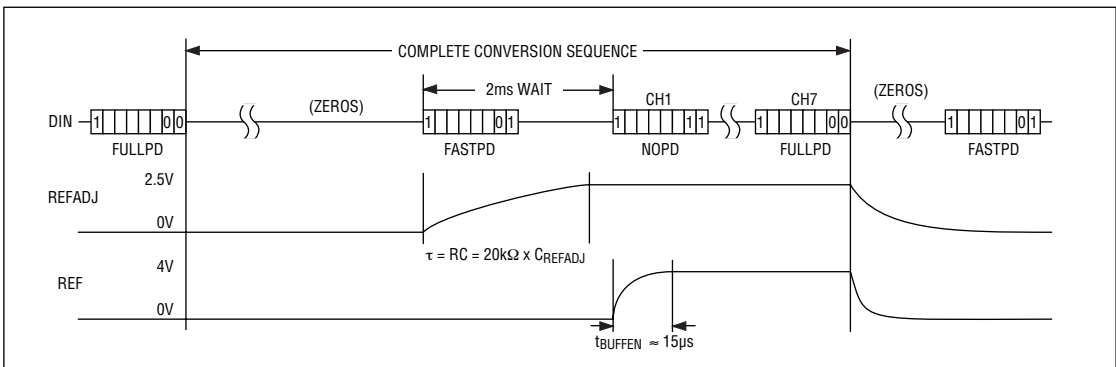 COMPLETE CONVERSION SEQUENCE
2ms WAIT
(ZEROS)
CH1
CH7
(ZEROS)
DIN
1 0 0
1 0 1
1 1 1
1 0 0
1 0 1
FULLPD
FASTPD
NOPD
FULLPD
FASTPD
REFADJ
2.5V
0V
τ = RC = 20kΩ x CREFADJ
REF
4V
0V
tBUFFEN ≈ 15µs